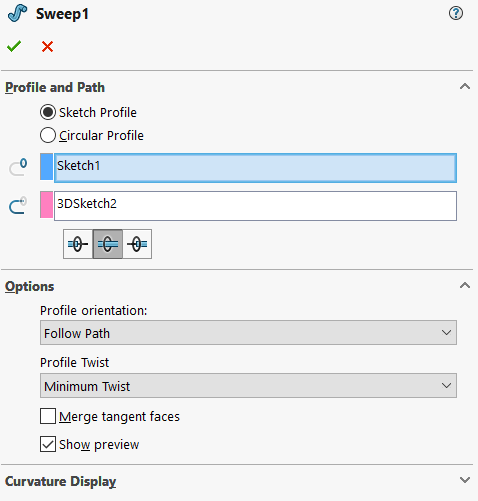 Sweep1
Profile and Path
Sketch Profile
Circular Profile
Sketch1
3DSketch2
Options
Profile orientation:
Follow Path
Profile Twist
Minimum Twist
Merge tangent faces
Show preview
Curvature Display